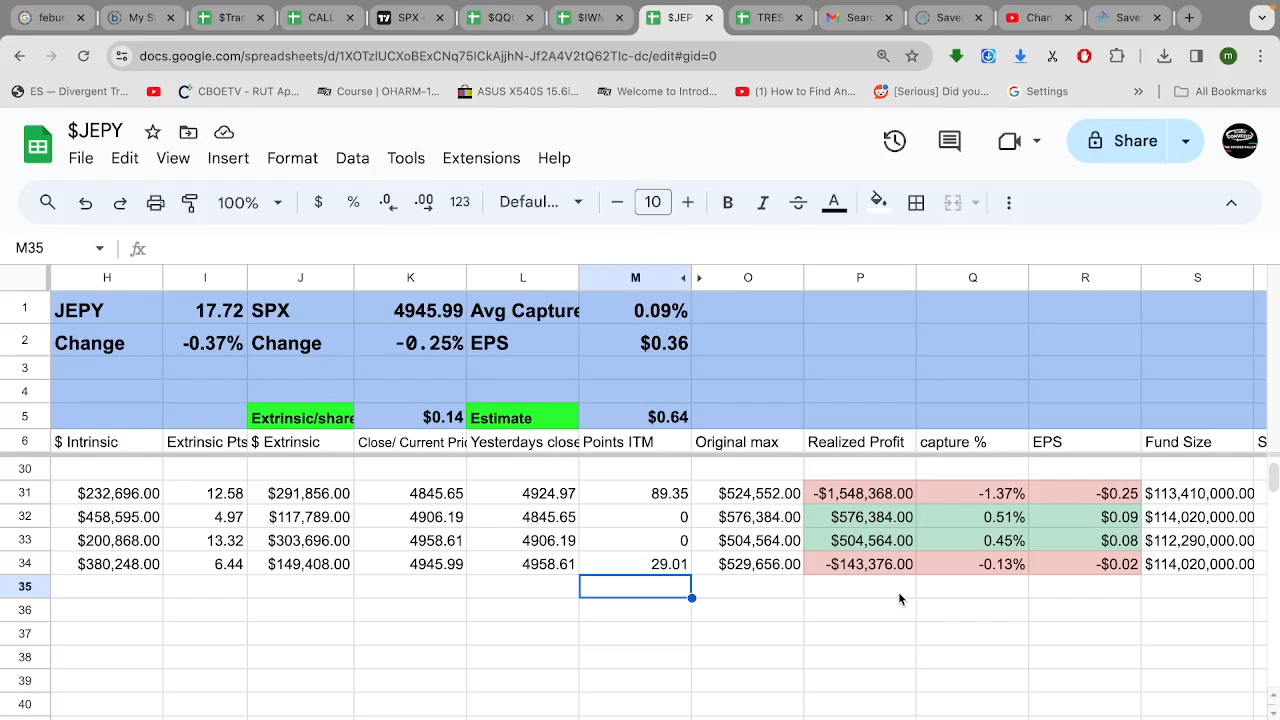 febur
My S
$Trac
CALL
SPX
$QQC
$IWM
$JEP
TRES
Searc
Save
Chan
Save
docs.google.com/spreadsheets/d/1XOTzlUCXoBExCNq75ICkAjjhN-Jf2A4V2tQ62TIc-dc/edit#gid=0
m
ES — Divergent Tr...
CBOETV - RUT Ap...
Course | OHARM-1...
ASUS X540S 15.6i...
Welcome to Introd...
(1) How to Find An...
[Serious] Did you...
Settings
All Bookmarks
$JEPY
File Edit View Insert Format Data Tools Extensions Help
Share
100% $ % .0 .00 123 Defaul... 10 B I A
M35 fx
H I J K L M O P Q R S
1 JEPY 17.72 SPX 4945.99 Avg Capture 0.09%
2 Change -0.37% Change -0.25% EPS $0.36
3
4
5 Extrinsic/share $0.14 Estimate $0.64
6 $ Intrinsic Extrinsic Pts $ Extrinsic Close/ Current Pri Yesterdays close Points ITM Original max Realized Profit capture % EPS Fund Size S
30
31 $232,696.00 12.58 $291,856.00 4845.65 4924.97 89.35 $524,552.00 -$1,548,368.00 -1.37% -$0.25 $113,410,000.00
32 $458,595.00 4.97 $117,789.00 4906.19 4845.65 0 $576,384.00 $576,384.00 0.51% $0.09 $114,020,000.00
33 $200,868.00 13.32 $303,696.00 4958.61 4906.19 0 $504,564.00 $504,564.00 0.45% $0.08 $112,290,000.00
34 $380,248.00 6.44 $149,408.00 4945.99 4958.61 29.01 $529,656.00 -$143,376.00 -0.13% -$0.02 $114,020,000.00
35
36
37
38
39
40